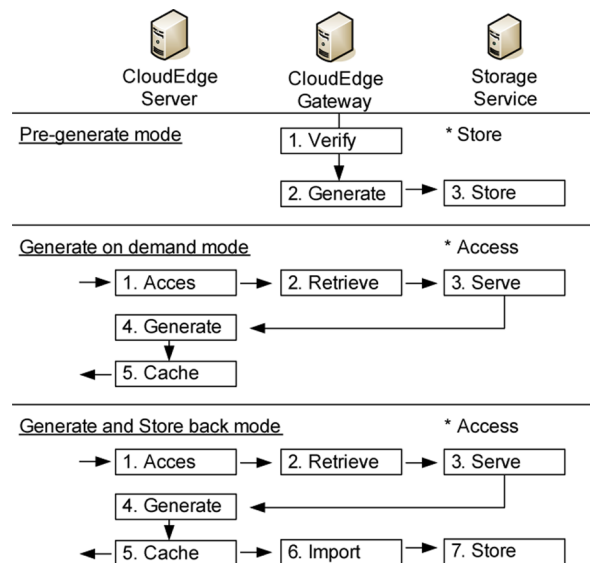 CloudEdge Server
CloudEdge Gateway
Storage Service
Pre-generate mode
* Store
1. Verify
2. Generate
3. Store
Generate on demand mode
* Access
1. Acces
2. Retrieve
3. Serve
4. Generate
5. Cache
Generate and Store back mode
* Access
1. Acces
2. Retrieve
3. Serve
4. Generate
5. Cache
6. Import
7. Store